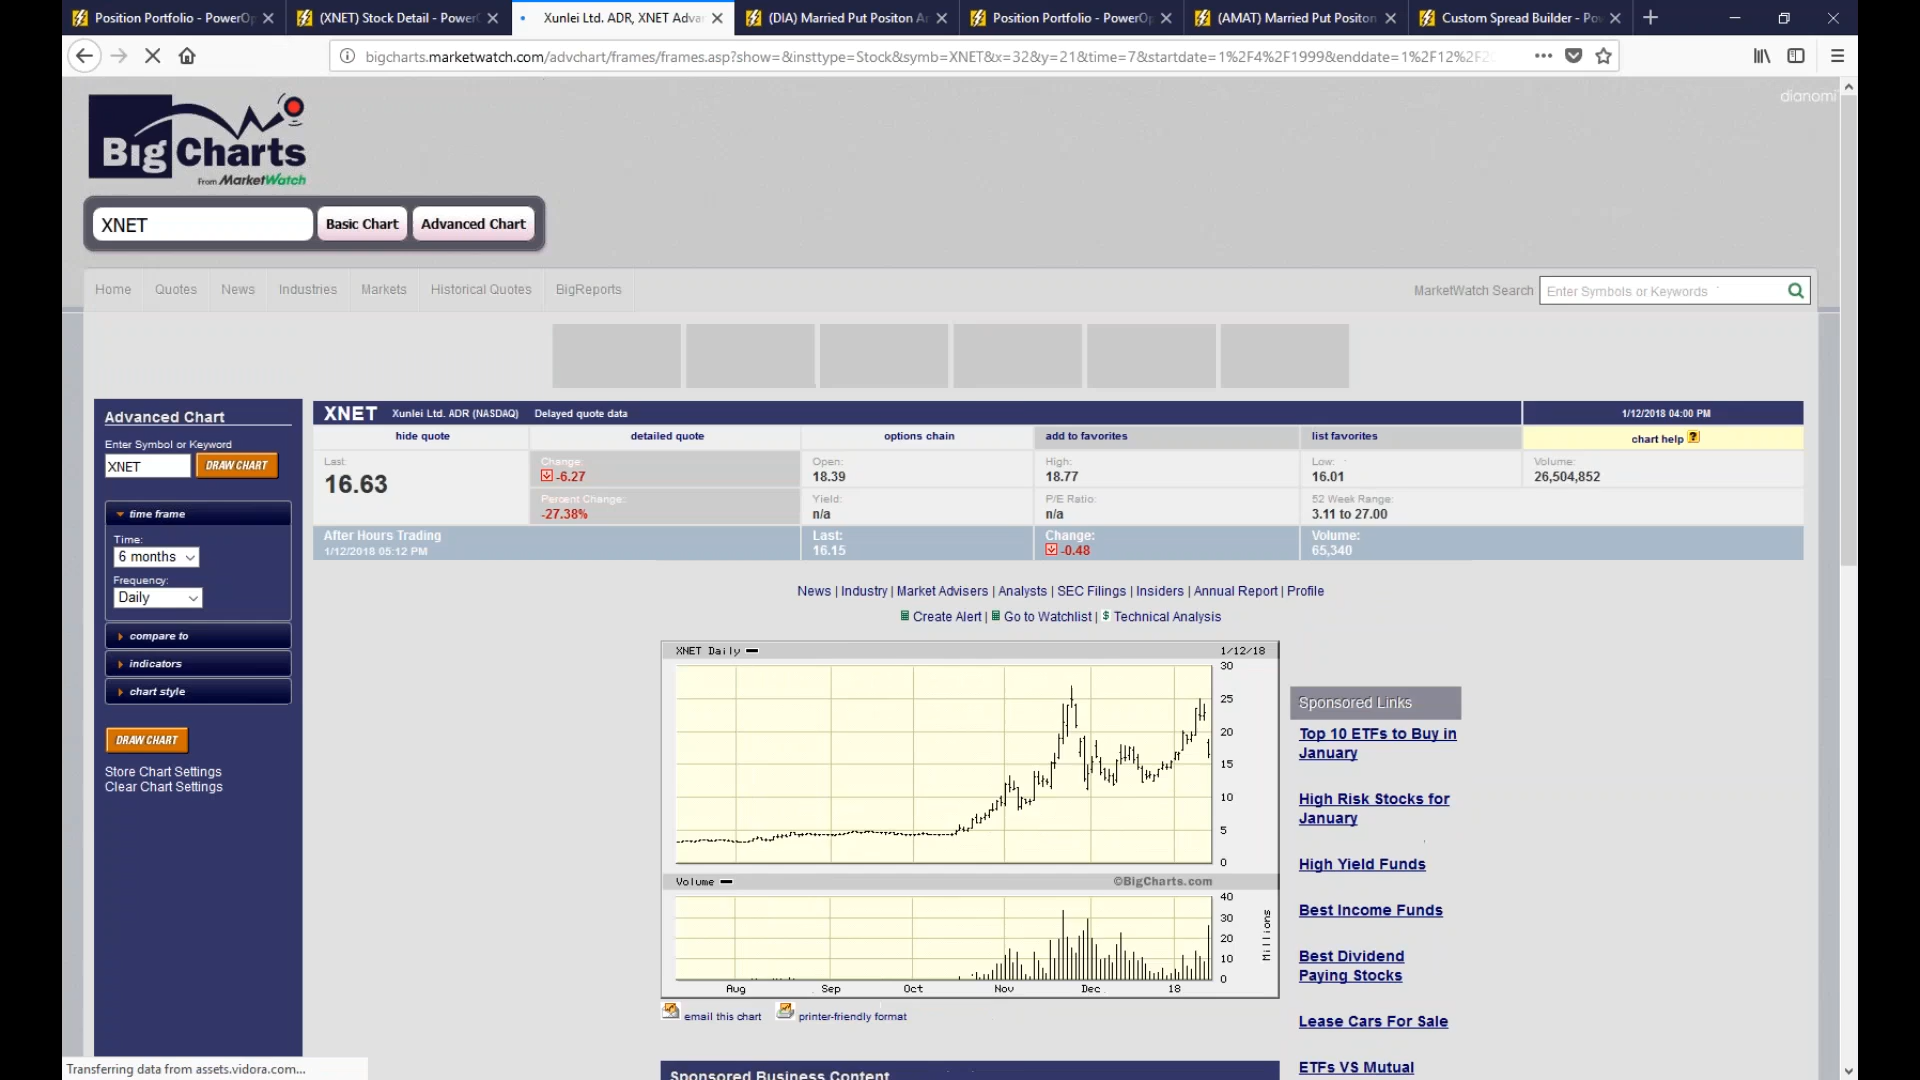 Position Portfolio - PowerOp
(XNET) Stock Detail - Power
Xunlei Ltd. ADR, XNET Adva
(DIA) Married Put Positon A
Position Portfolio - PowerOp
(AMAT) Married Put Positon
Custom Spread Builder - Po
bigcharts.marketwatch.com/advchart/frames/frames.asp?show=&insttype=Stock&symb=XNET&x=32&y=21&time=7&startdate=1%2F4%2F1999&enddate=1%2F12%2F20
dianomi
BigCharts
From MarketWatch
XNET
Basic Chart
Advanced Chart
Home
Quotes
News
Industries
Markets
Historical Quotes
BigReports
MarketWatch Search
Enter Symbols or Keywords
Advanced Chart
Enter Symbol or Keyword
XNET
DRAW CHART
time frame
Time:
6 months
Frequency:
Daily
compare to
indicators
chart style
DRAW CHART
Store Chart Settings
Clear Chart Settings
XNET Xunlei Ltd. ADR (NASDAQ) Delayed quote data
1/12/2018 04:00 PM
hide quote
detailed quote
options chain
add to favorites
list favorites
chart help ?
Last:
16.63
Change:
-6.27
Open:
18.39
High:
18.77
Low:
16.01
Volume:
26,504,852
Percent Change:
-27.38%
Yield:
n/a
P/E Ratio:
n/a
52 Week Range:
3.11 to 27.00
After Hours Trading
1/12/2018 05:12 PM
Last:
16.15
Change:
-0.48
Volume:
65,340
News | Industry | Market Advisers | Analysts | SEC Filings | Insiders | Annual Report | Profile
Create Alert | Go to Watchlist | $ Technical Analysis
XNET Daily
1/12/18
30
25
20
15
10
5
0
Volume
©BigCharts.com
40
30
20
10
0
Millions
Aug Sep Oct Nov Dec 18
email this chart
printer-friendly format
Sponsored Business Content
Sponsored Links
Top 10 ETFs to Buy in
January
High Risk Stocks for
January
High Yield Funds
Best Income Funds
Best Dividend
Paying Stocks
Lease Cars For Sale
ETFs VS Mutual
Transferring data from assets.vidora.com...